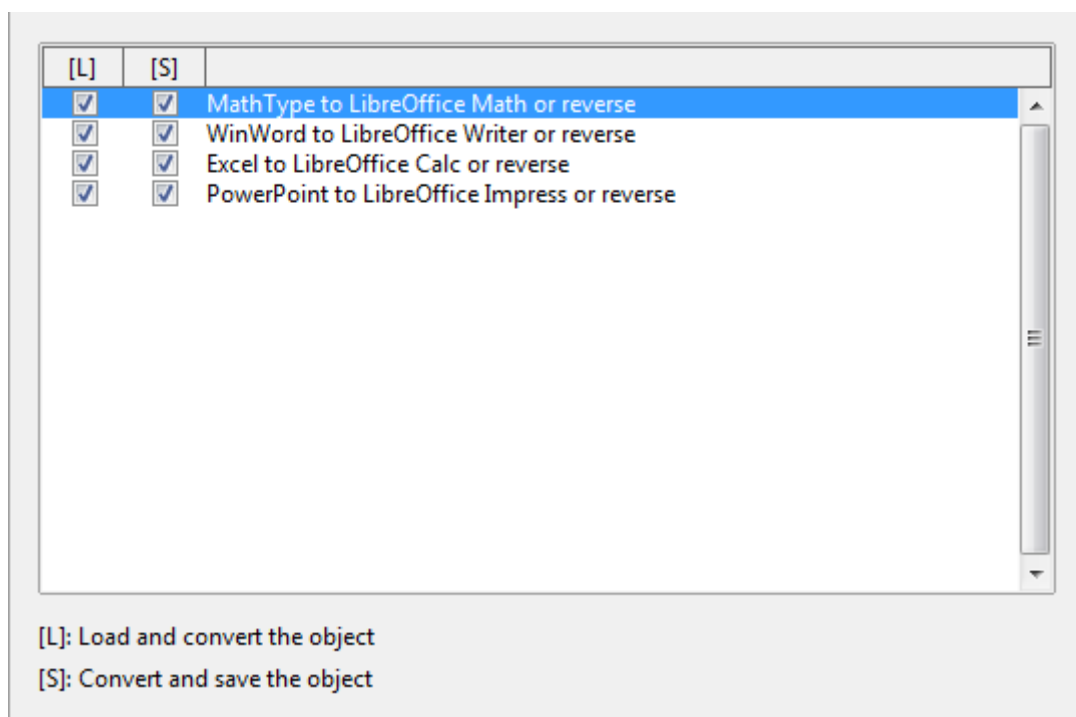 [L] [S]
MathType to LibreOffice Math or reverse
WinWord to LibreOffice Writer or reverse
Excel to LibreOffice Calc or reverse
PowerPoint to LibreOffice Impress or reverse
[L]: Load and convert the object
[S]: Convert and save the object